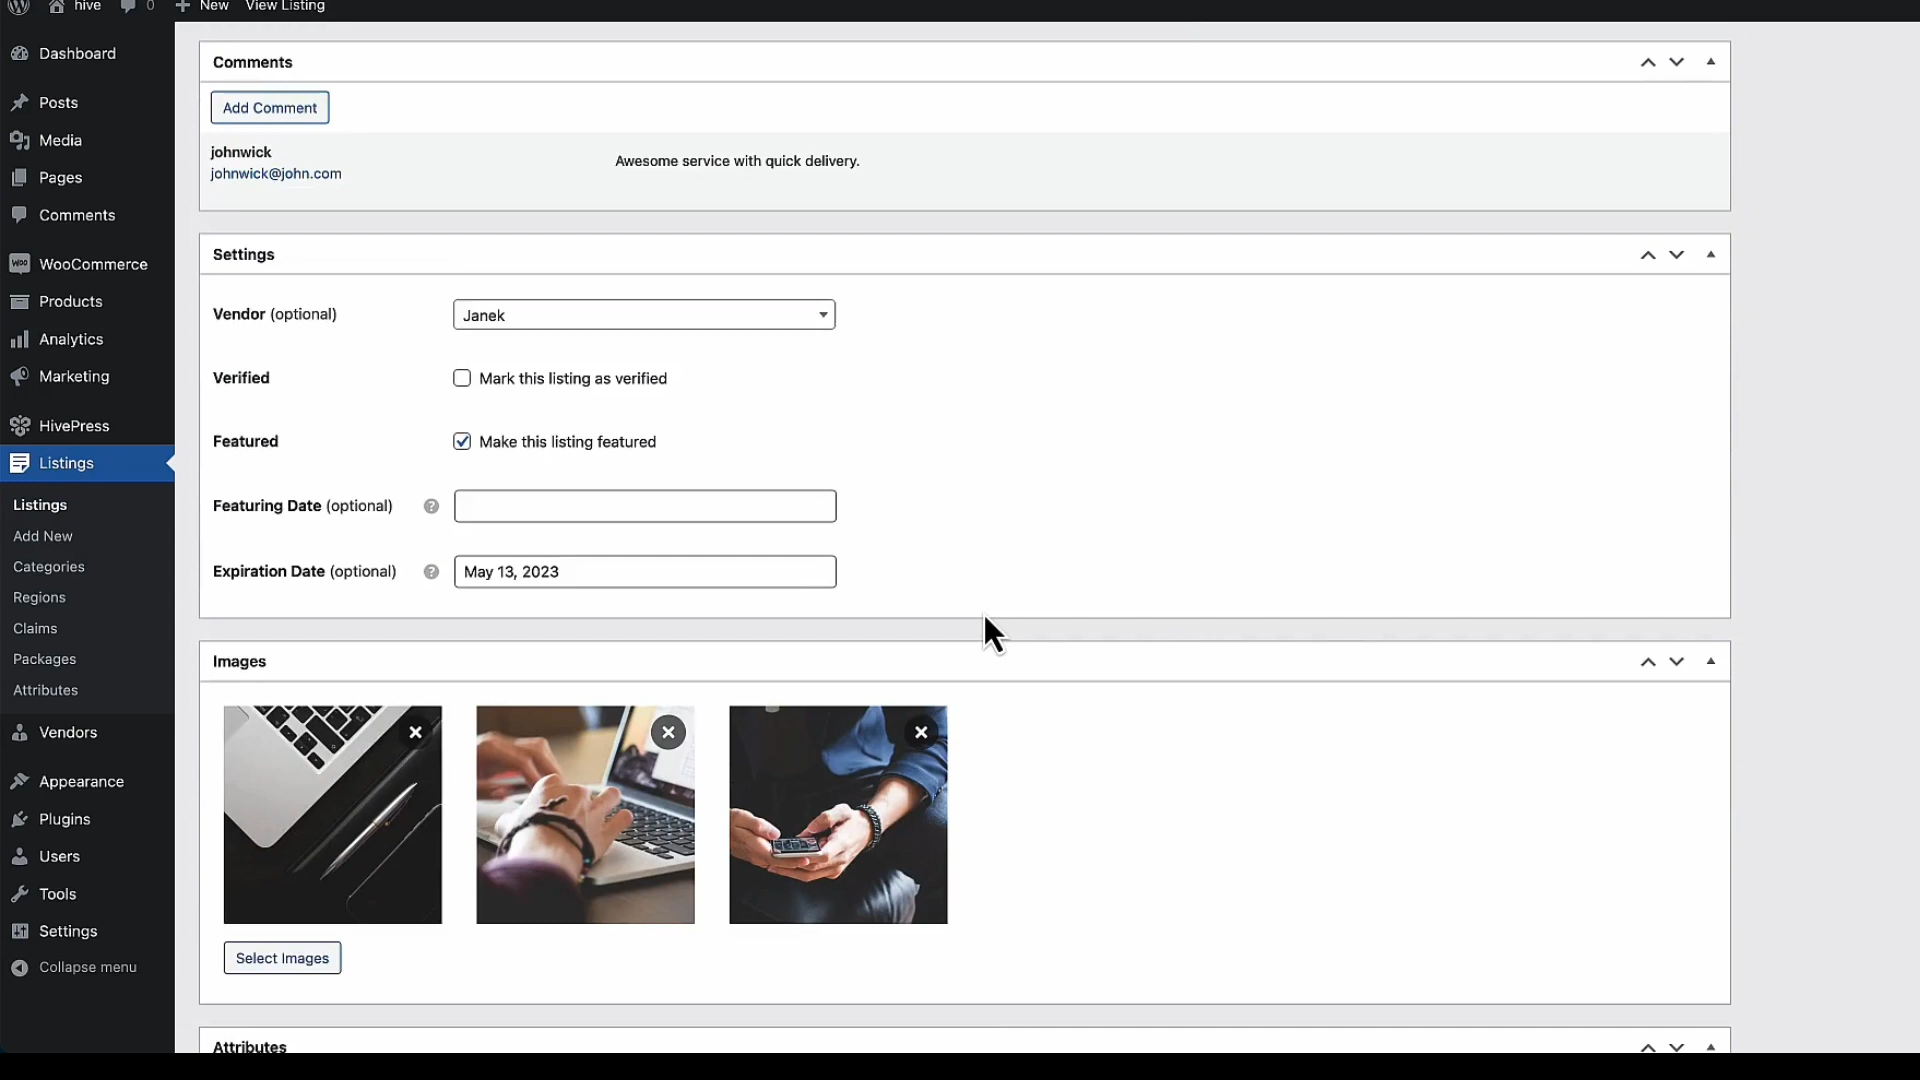 hive 0 New View Listing
Dashboard
Posts
Media
Pages
Comments
WooCommerce
Products
Analytics
Marketing
HivePress
Listings
Listings
Add New
Categories
Regions
Claims
Packages
Attributes
Vendors
Appearance
Plugins
Users
Tools
Settings
Collapse menu
Comments
Add Comment
johnwick
johnwick@john.com
Awesome service with quick delivery.
Settings
Vendor (optional) Janek
Verified Mark this listing as verified
Featured Make this listing featured
Featuring Date (optional) ?
Expiration Date (optional) ? May 13, 2023
Images
Select Images
Attributes